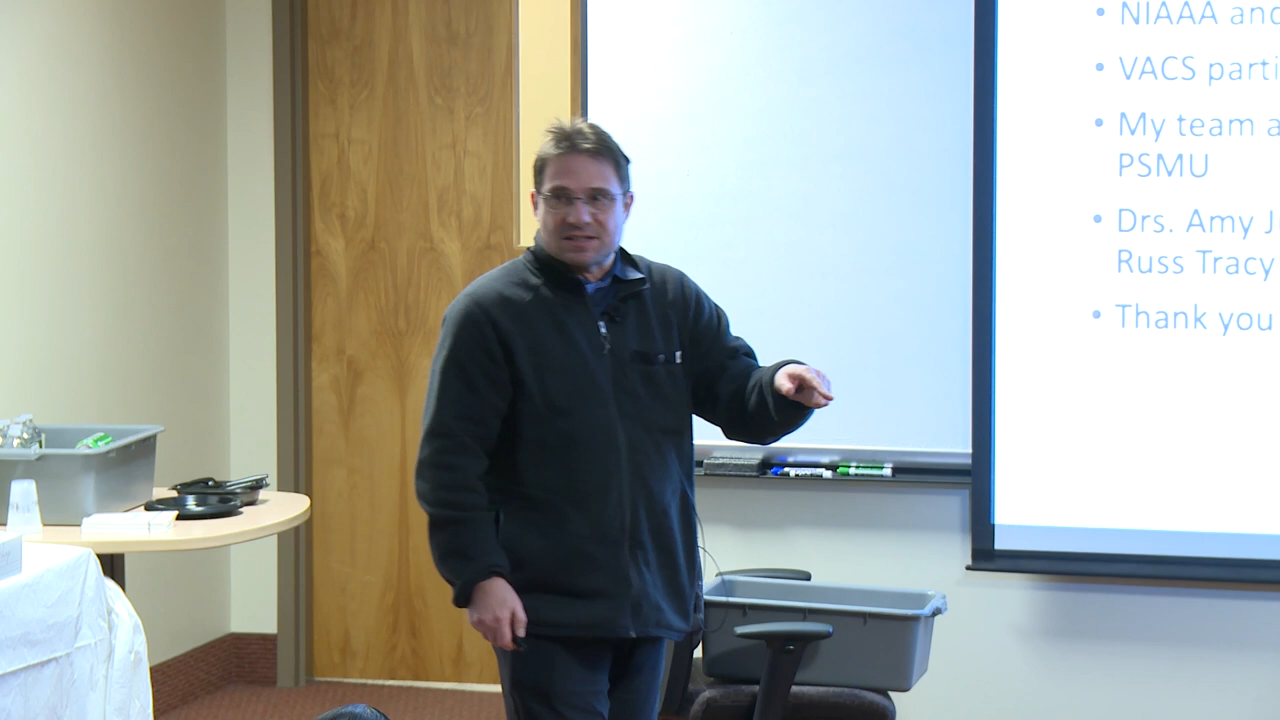 • NIAAA and
• VACS parti
• My team a
PSMU
• Drs. Amy J
Russ Tracy
• Thank you